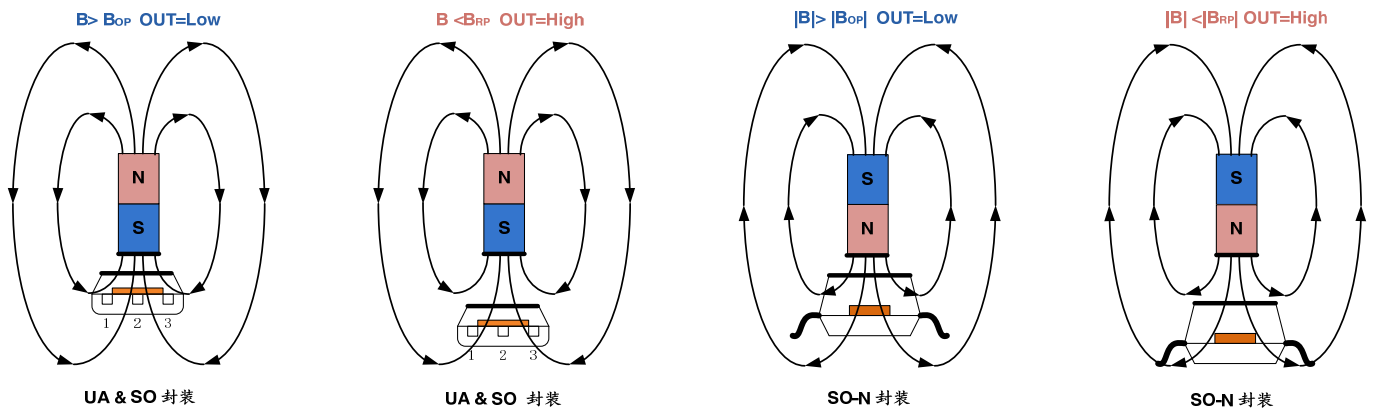 B> BOP OUT=Low
B <BRP OUT=High
|B|> |BOP| OUT=Low
|B| <|BRP| OUT=High
N
S
1 2 3
N
S
1 2 3
S
N
S
N
UA & SO 封装
UA & SO 封装
SO-N 封装
SO-N 封装